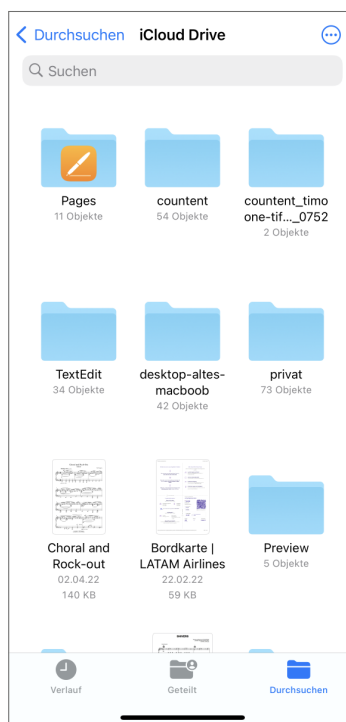 Durchsuchen iCloud Drive
Suchen
Pages
11 Objekte
countent
54 Objekte
countent_timo
one-tif..._0752
2 Objekte
TextEdit
34 Objekte
desktop-altes-
macboob
42 Objekte
privat
73 Objekte
Choral and
Rock-out
02.04.22
140 KB
Bordkarte |
LATAM Airlines
22.02.22
59 KB
Preview
5 Objekte
Verlauf
Geteilt
Durchsuchen